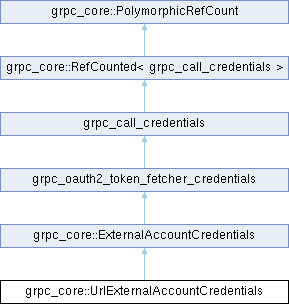 grpc_core::PolymorphicRefCount
grpc_core::RefCounted< grpc_call_credentials >
grpc_call_credentials
grpc_oauth2_token_fetcher_credentials
grpc_core::ExternalAccountCredentials
grpc_core::UrlExternalAccountCredentials